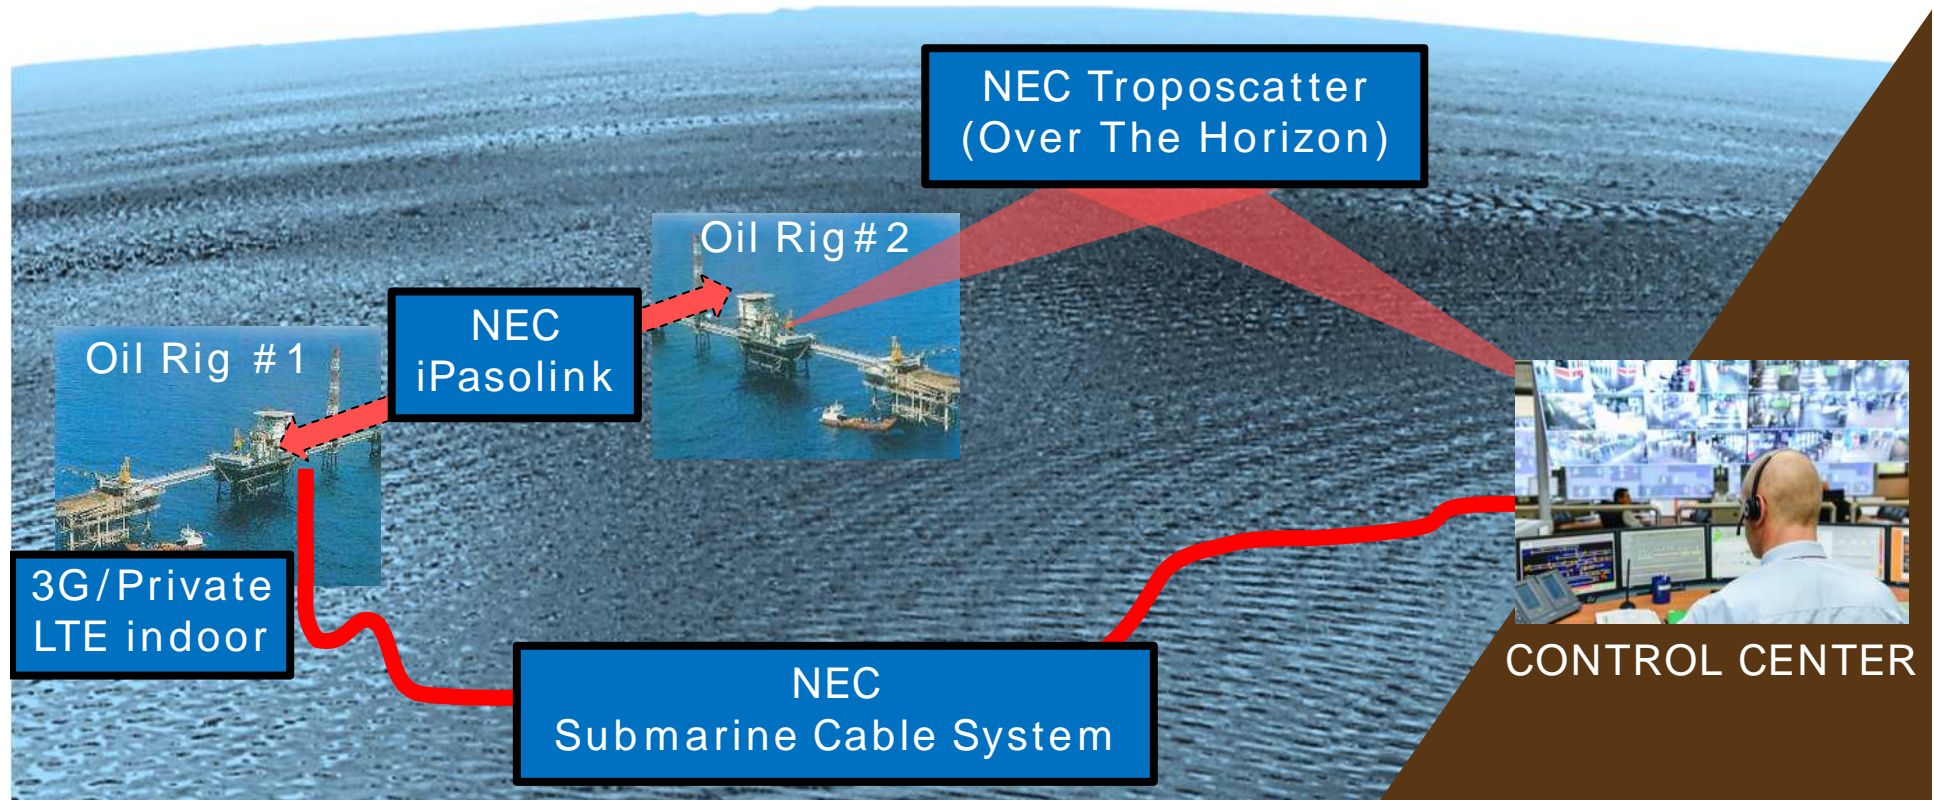 NEC Troposcatter
(Over The Horizon)
Oil Rig #2
NEC
iPasolink
Oil Rig #1
3G/Private
LTE indoor
NEC
Submarine Cable System
CONTROL CENTER